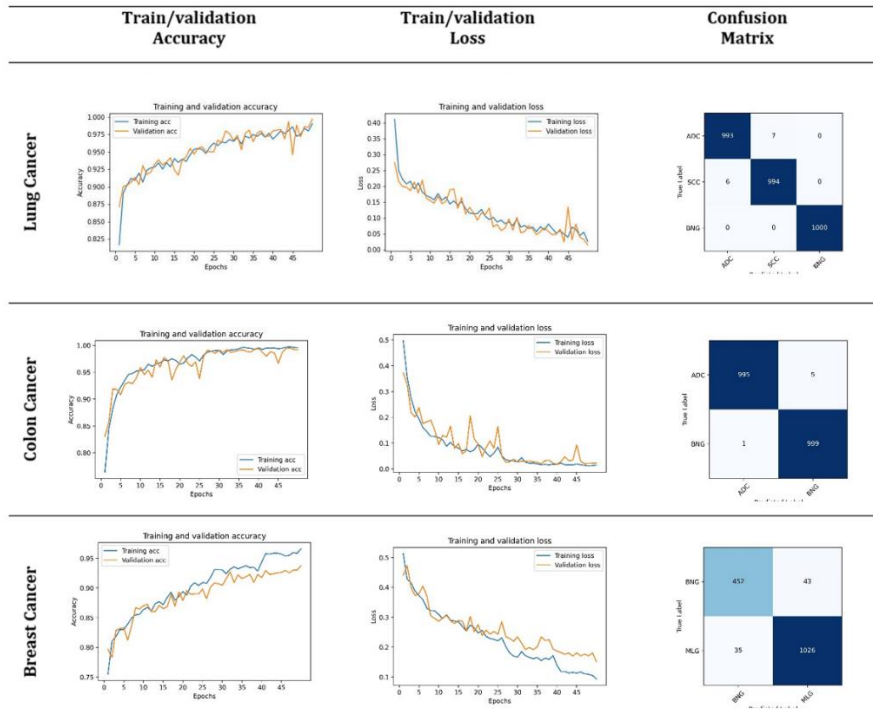 Train/validation
Accuracy
Train/validation
Loss
Confusion
Matrix
Lung Cancer
Training and validation accuracy
Training acc
Validation acc
Accuracy
1.000
0.975
0.950
0.925
0.900
0.875
0.850
0.825
0 1 5 10 15 20 25 30 35 40 45
Epochs
Training and validation loss
Training loss
Validation loss
Loss
0.40
0.35
0.30
0.25
0.20
0.15
0.10
0.05
0.00
0 1 5 10 15 20 25 30 35 40 45
Epochs
True Label
ADC 993 7 0
SCC 6 994 0
BNG 0 0 1000
ADC SCC BNG
Colon Cancer
Training and validation accuracy
Accuracy
1.00
0.95
0.90
0.85
0.80
Training acc
Validation acc
0 1 5 10 15 20 25 30 35 40 45
Epochs
Training and validation loss
Training loss
Validation loss
Loss
0.5
0.4
0.3
0.2
0.1
0.0
0 1 5 10 15 20 25 30 35 40 45
Epochs
True Label
ADC 995 5
BNG 1 999
ADC BNG
Breast Cancer
Training and validation accuracy
Training acc
Validation acc
Accuracy
0.95
0.90
0.85
0.80
0.75
0 1 5 10 15 20 25 30 35 40 45
Epochs
Training and validation loss
Training loss
Validation loss
Loss
0.5
0.4
0.3
0.2
0.1
0 1 5 10 15 20 25 30 35 40 45
Epochs
True Label
BNG 452 43
MLG 35 1026
BNG MLG